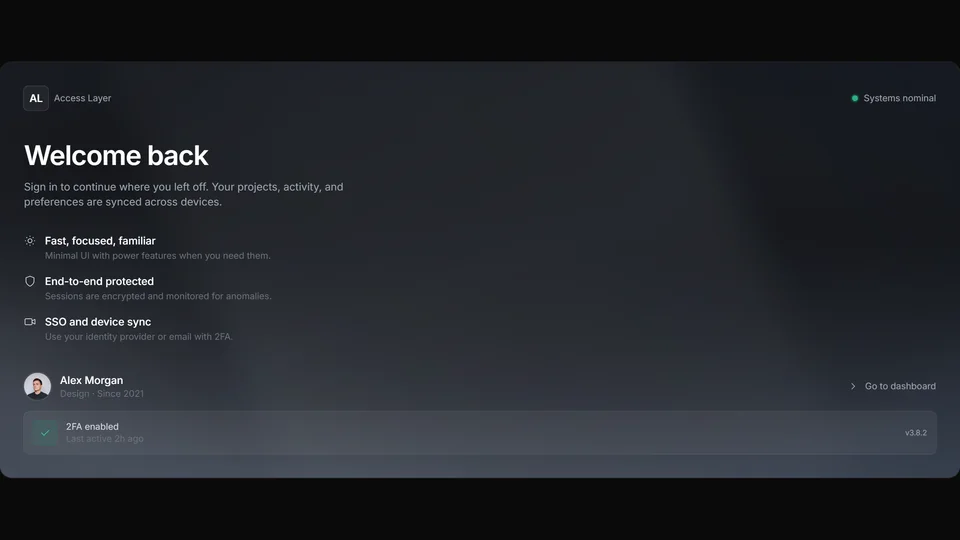 AL Access Layer
Systems nominal
Welcome back
Sign in to continue where you left off. Your projects, activity, and
preferences are synced across devices.
Fast, focused, familiar
Minimal UI with power features when you need them.
End-to-end protected
Sessions are encrypted and monitored for anomalies.
SSO and device sync
Use your identity provider or email with 2FA.
Alex Morgan
Design · Since 2021
Go to dashboard
2FA enabled
Last active 2h ago
v3.8.2